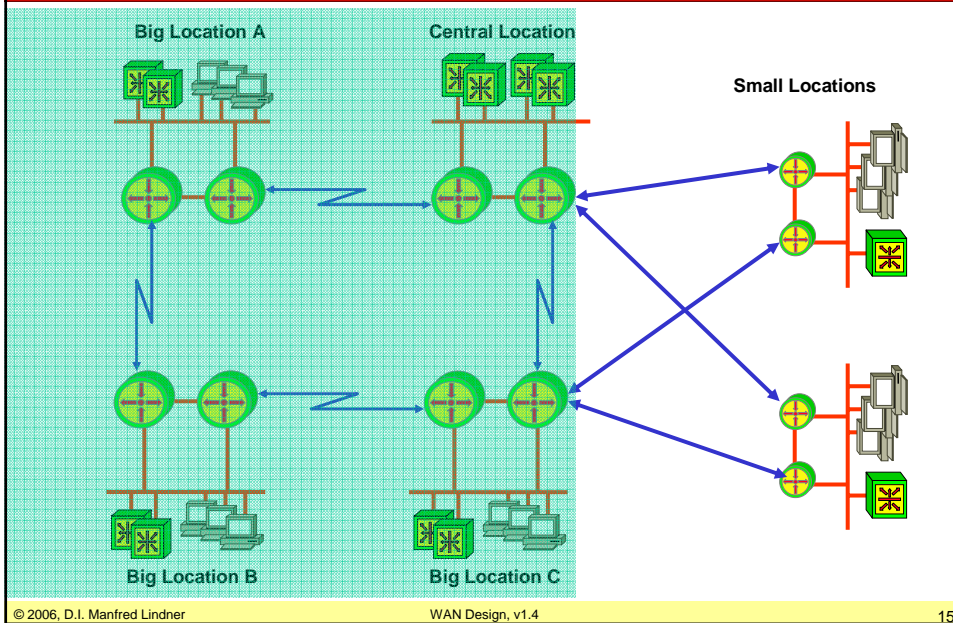 Big Location A
Central Location
Small Locations
Big Location B
Big Location C
© 2006, D.I. Manfred Lindner
WAN Design, v1.4
15